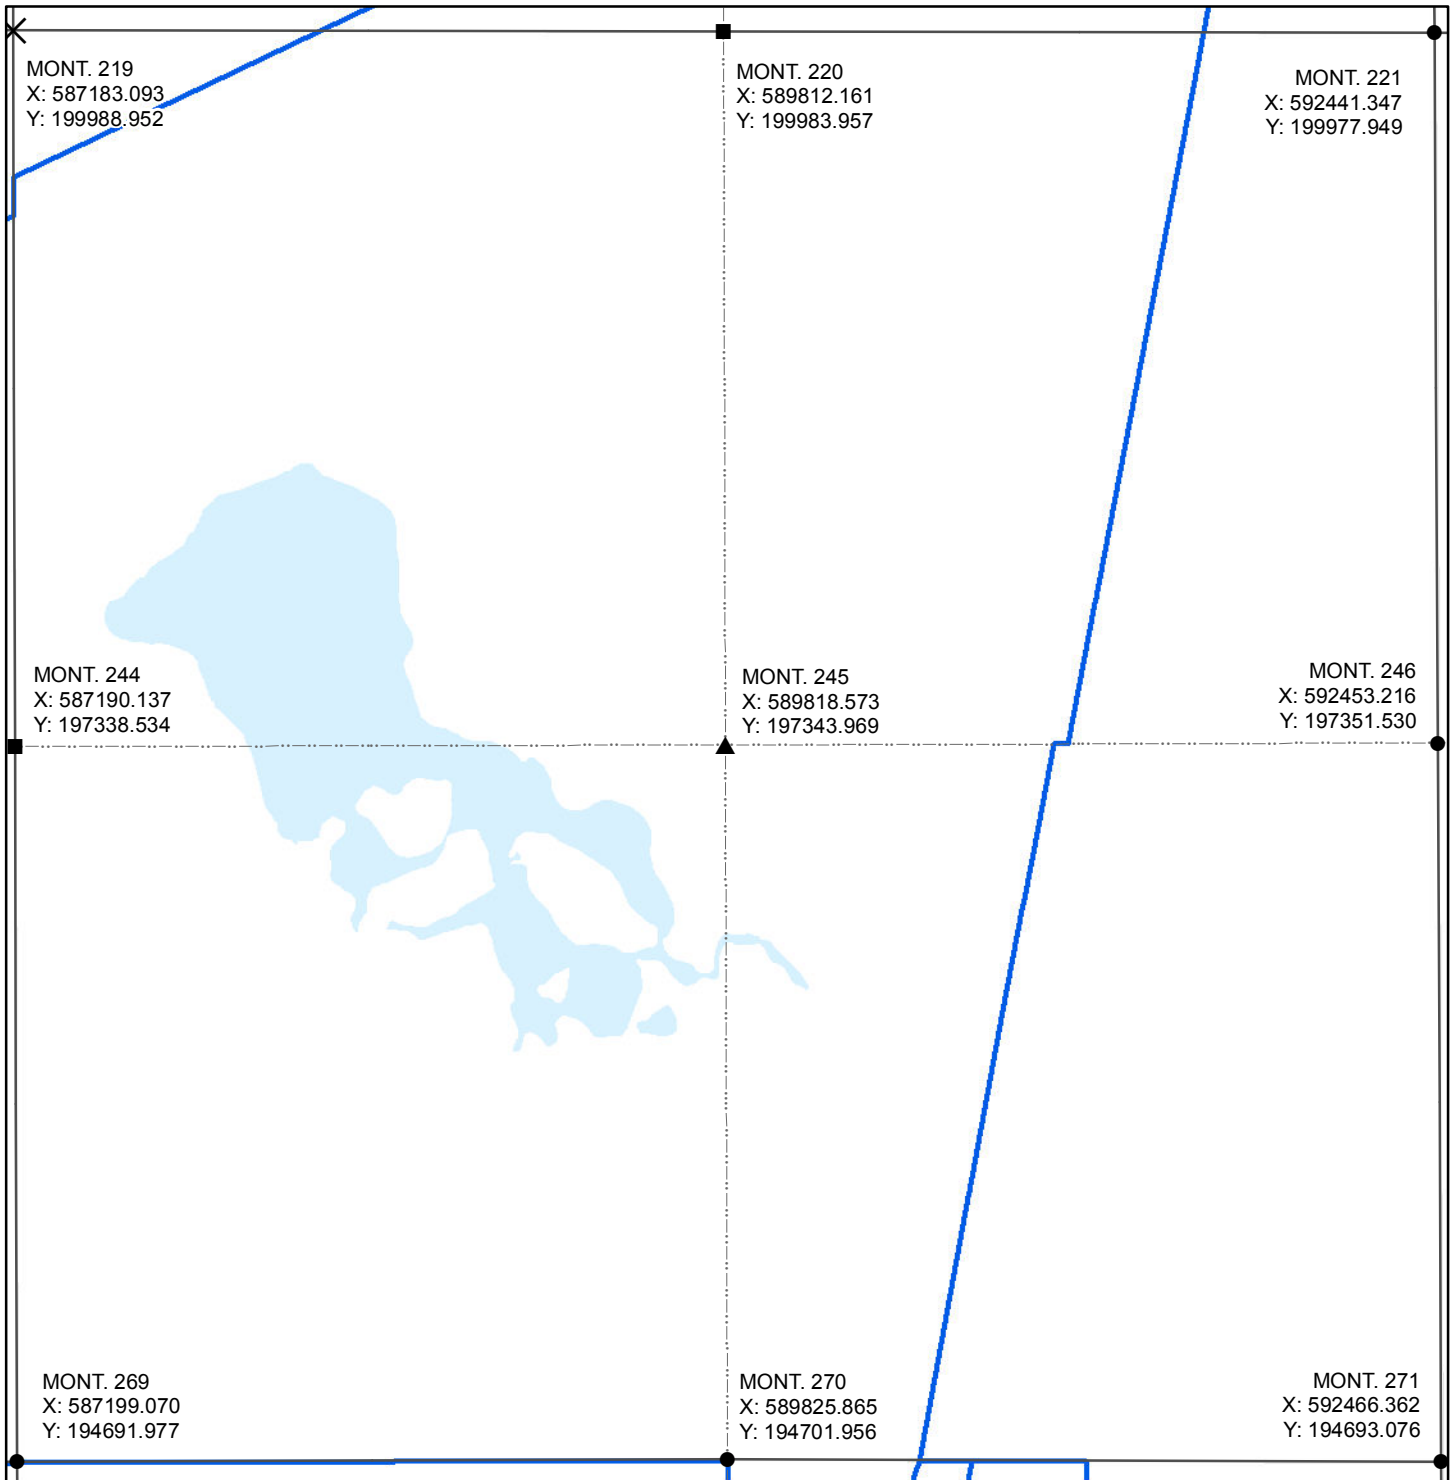 MONT. 219
X: 587183.093
Y: 199988.952
MONT. 220
X: 589812.161
Y: 199983.957
MONT. 221
X: 592441.347
Y: 199977.949
MONT. 244
X: 587190.137
Y: 197338.534
MONT. 245
X: 589818.573
Y: 197343.969
MONT. 246
X: 592453.216
Y: 197351.530
MONT. 269
X: 587199.070
Y: 194691.977
MONT. 270
X: 589825.865
Y: 194701.956
MONT. 271
X: 592466.362
Y: 194693.076